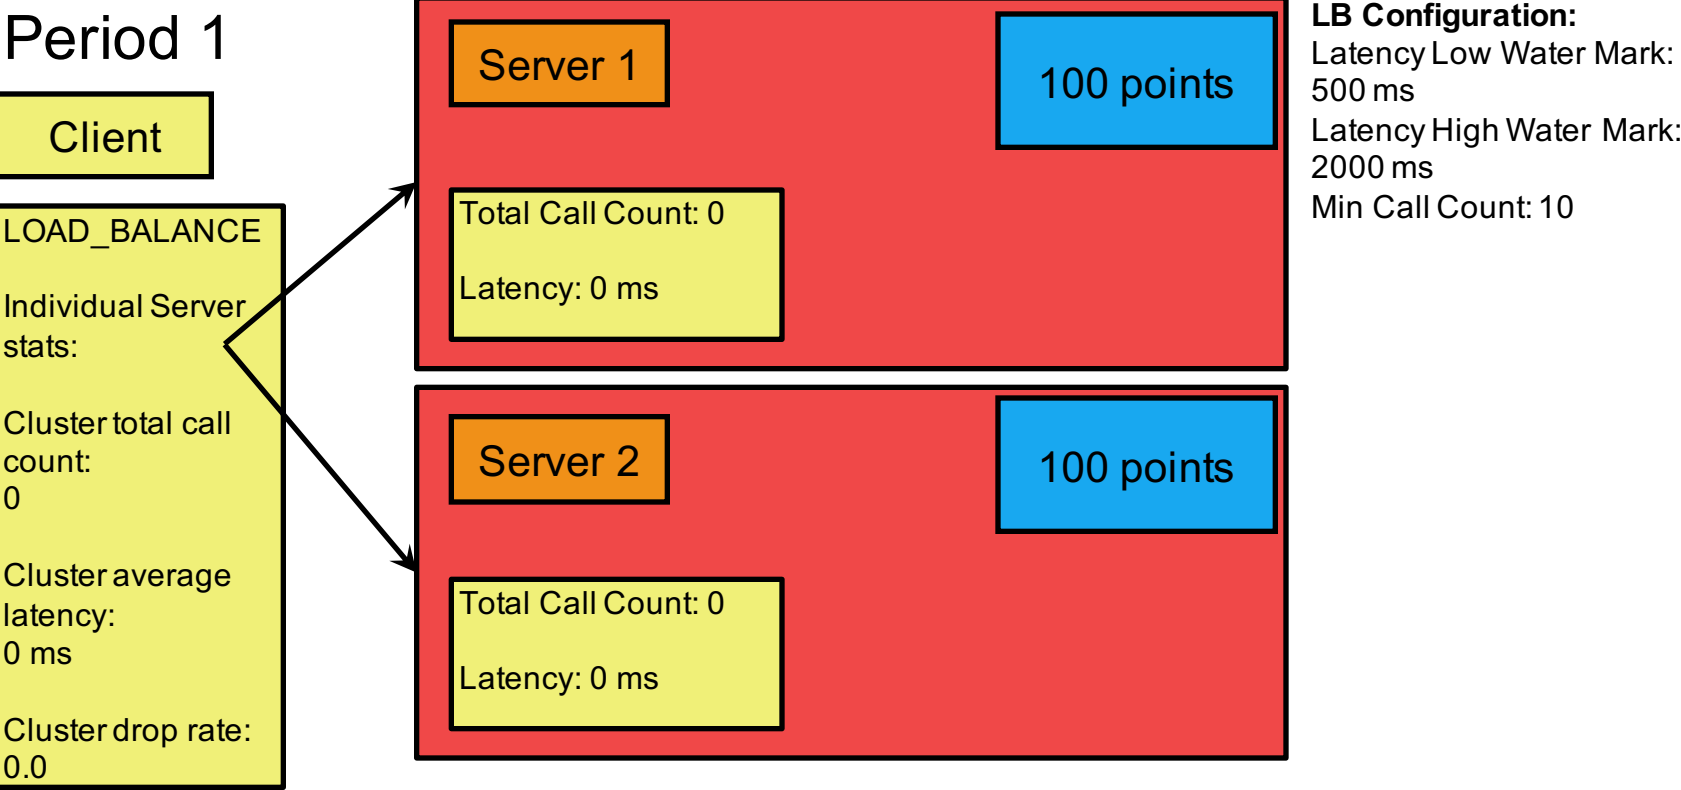 Period 1
Client
LOAD_BALANCE
Individual Server
stats:
Cluster total call
count:
0
Cluster average
latency:
0 ms
Cluster drop rate:
0.0
Server 1
100 points
Total Call Count: 0
Latency: 0 ms
Server 2
100 points
Total Call Count: 0
Latency: 0 ms
LB Configuration:
Latency Low Water Mark:
500 ms
Latency High Water Mark:
2000 ms
Min Call Count: 10